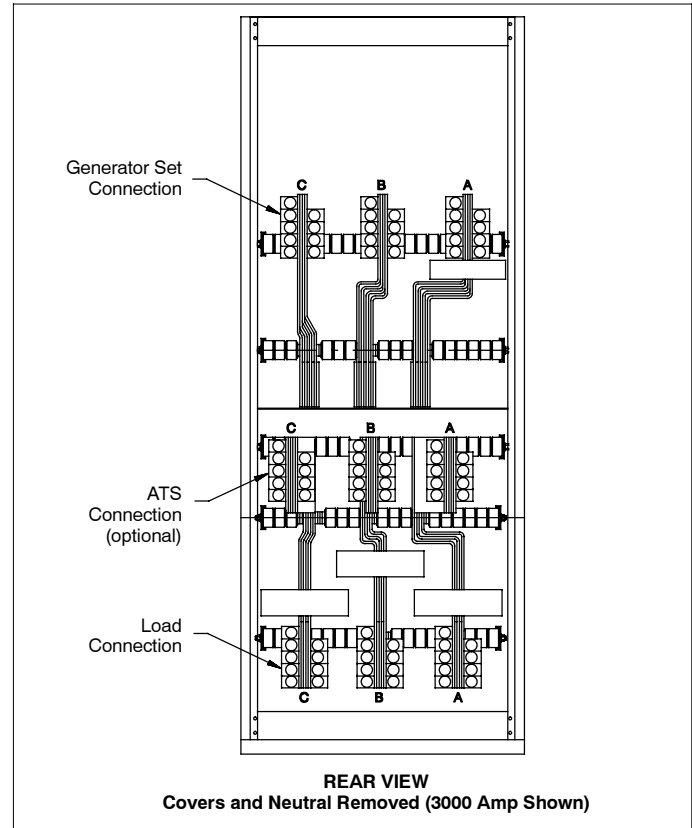 Generator Set
Connection
C B A
C B A
ATS
Connection
(optional)
Load
Connection
C B A
REAR VIEW
Covers and Neutral Removed (3000 Amp Shown)